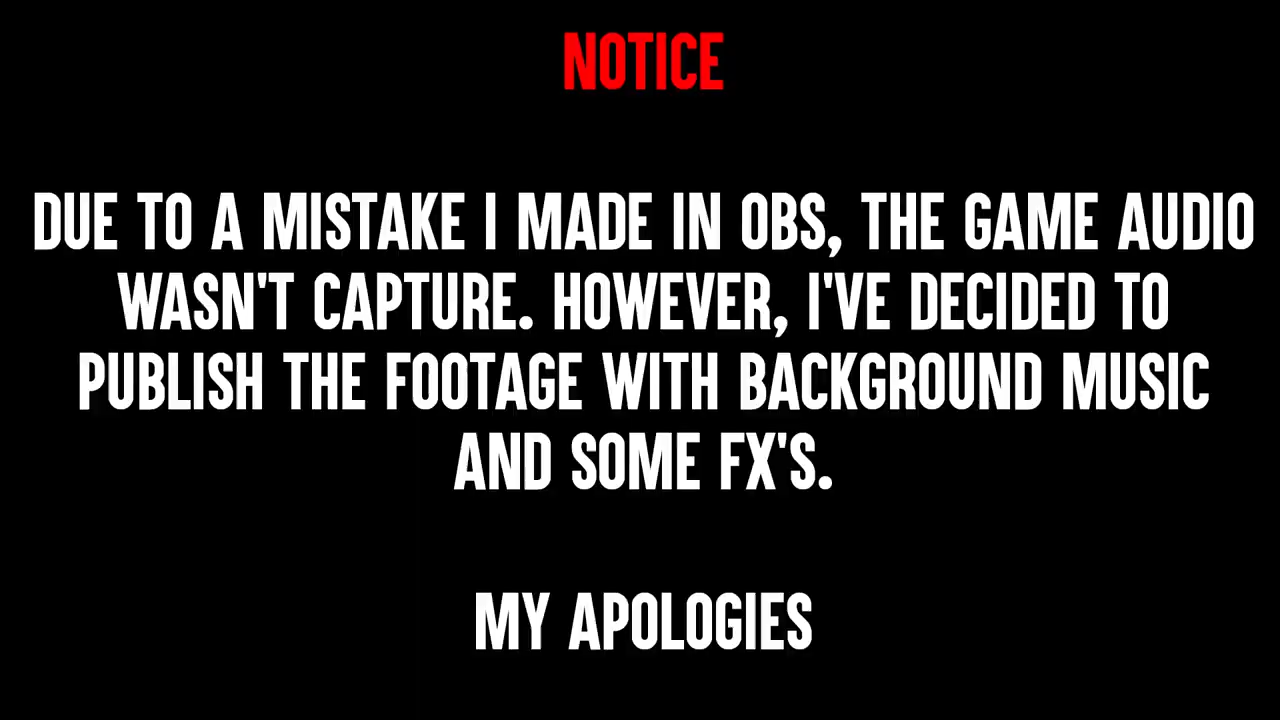 NOTICE
DUE TO A MISTAKE I MADE IN OBS, THE GAME AUDIO
WASN'T CAPTURE. HOWEVER, I'VE DECIDED TO
PUBLISH THE FOOTAGE WITH BACKGROUND MUSIC
AND SOME FX'S.
MY APOLOGIES